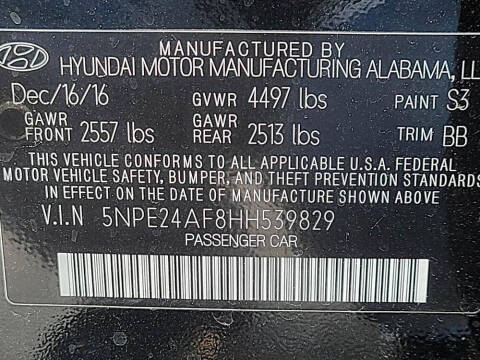 MANUFACTURED BY
HYUNDAI MOTOR MANUFACTURING ALABAMA, LL
Dec/16/16 GVWR 4497 lbs PAINT S3
GAWR FRONT 2557 lbs GAWR REAR 2513 lbs TRIM BB
THIS VEHICLE CONFORMS TO ALL APPLICABLE U.S.A. FEDERAL
MOTOR VEHICLE SAFETY, BUMPER, AND THEFT PREVENTION STANDARDS
IN EFFECT ON THE DATE OF MANUFACTURE SHOWN ABOVE.
V.I.N 5NPE24AF8HH539829
PASSENGER CAR